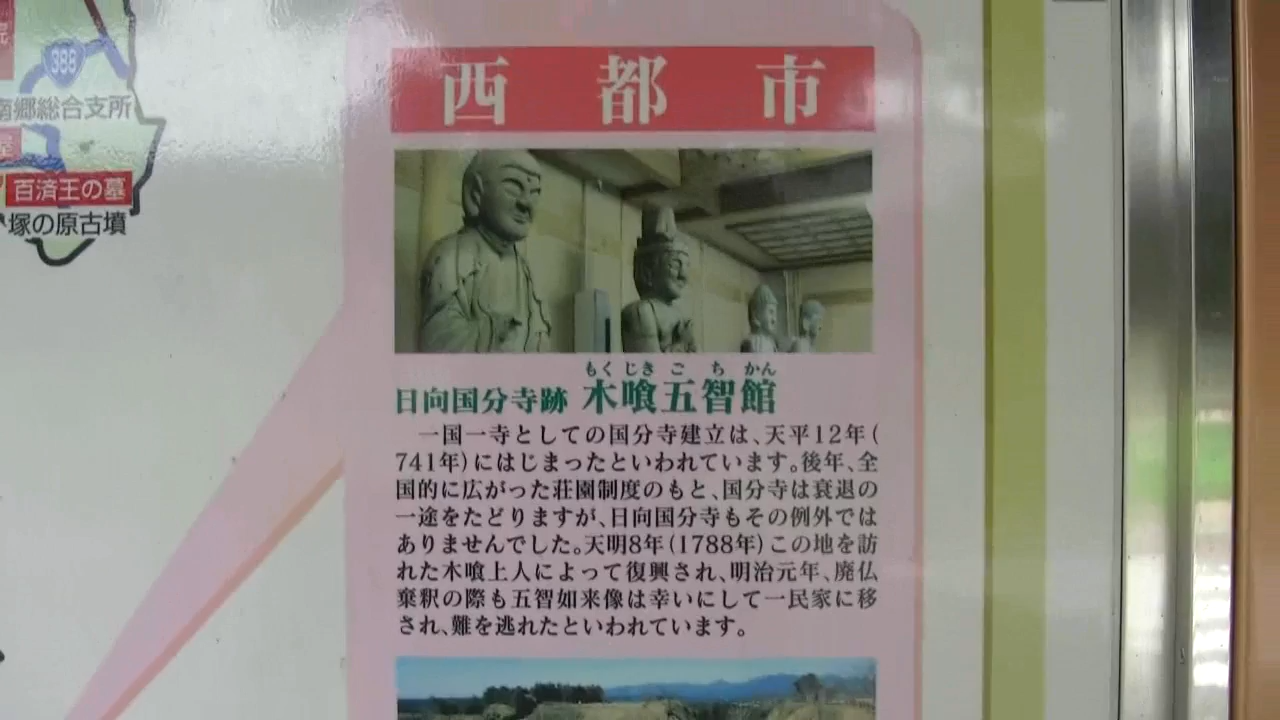 388
南郷総合支所
百済王の墓
塚の原古墳
西都市
もくじきごちかん
日向国分寺跡 木喰五智館
一国一寺としての国分寺建立は、天平12年(
741年)にはじまったといわれています。後年、全
国的に広がった荘園制度のもと、国分寺は衰退の
一途をたどりますが、日向国分寺もその例外では
ありませんでした。天明8年(1788年)この地を訪
れた木喰上人によって復興され、明治元年、廃仏
棄釈の際も五智如来像は幸いにして一民家に移
され、難を逃れたといわれています。